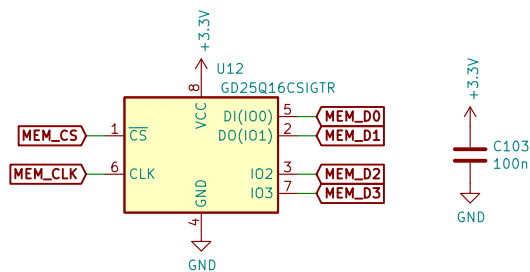 +3.3V
U12
GD25Q16CSIGTR
8
VCC
+3.3V
MEM_CS
1
CS
DI(IO0)
5
MEM_D0
DO(IO1)
2
MEM_D1
C103
100n
MEM_CLK
6
CLK
IO2
3
MEM_D2
IO3
7
MEM_D3
GND
4
GND
GND